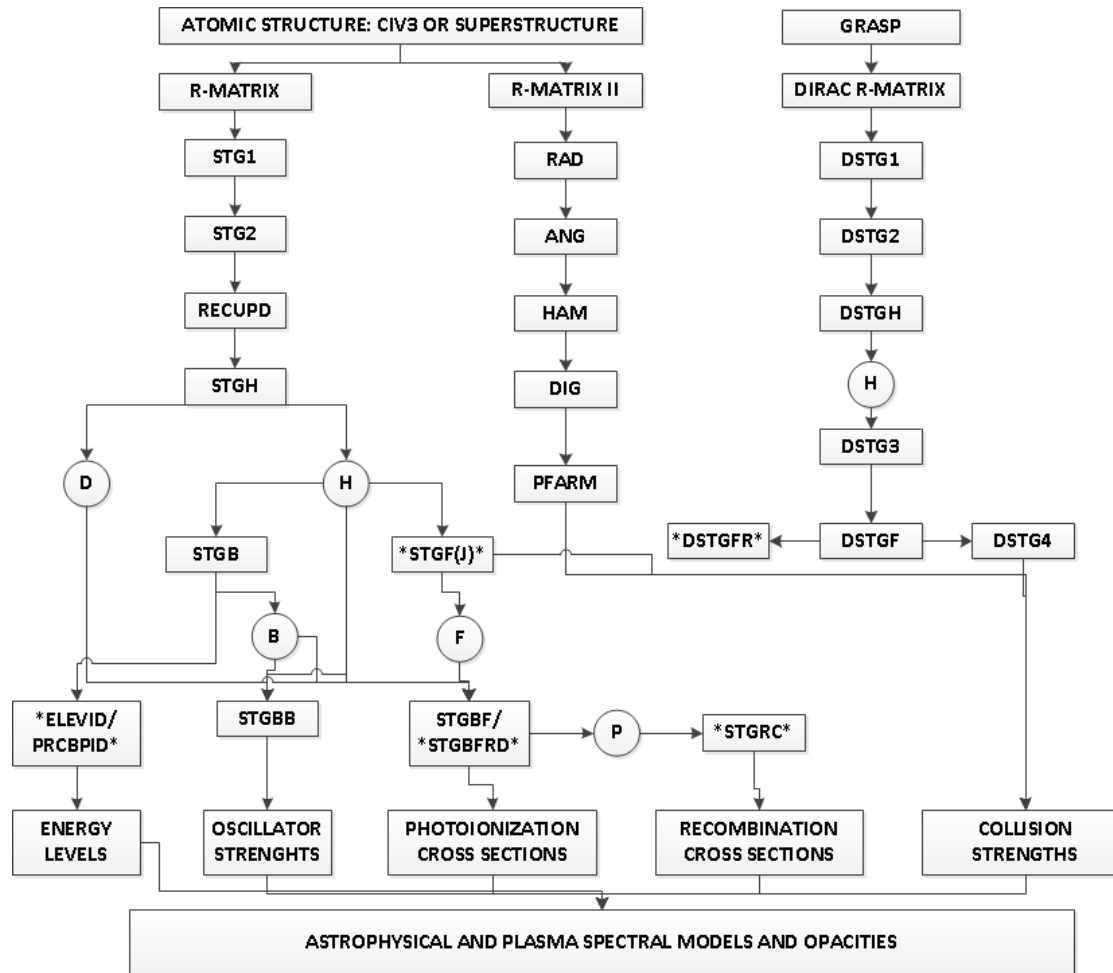 ATOMIC STRUCTURE: CIV3 OR SUPERSTRUCTURE
GRASP
R-MATRIX
R-MATRIX II
DIRAC R-MATRIX
STG1
RAD
DSTG1
STG2
ANG
DSTG2
RECUPD
HAM
DSTGH
STGH
DIG
H
DSTG3
D
H
PFARM
STGB
*STGF(J)*
*DSTGFR*
DSTGF
DSTG4
B
F
*ELEVID/
PRCBPID*
STGBB
STGBF/
*STGBFRD*
P
*STGRC*
ENERGY
LEVELS
OSCILLATOR
STRENGHTS
PHOTOIONIZATION
CROSS SECTIONS
RECOMBINATION
CROSS SECTIONS
COLLISION
STRENGTHS
ASTROPHYSICAL AND PLASMA SPECTRAL MODELS AND OPACITIES